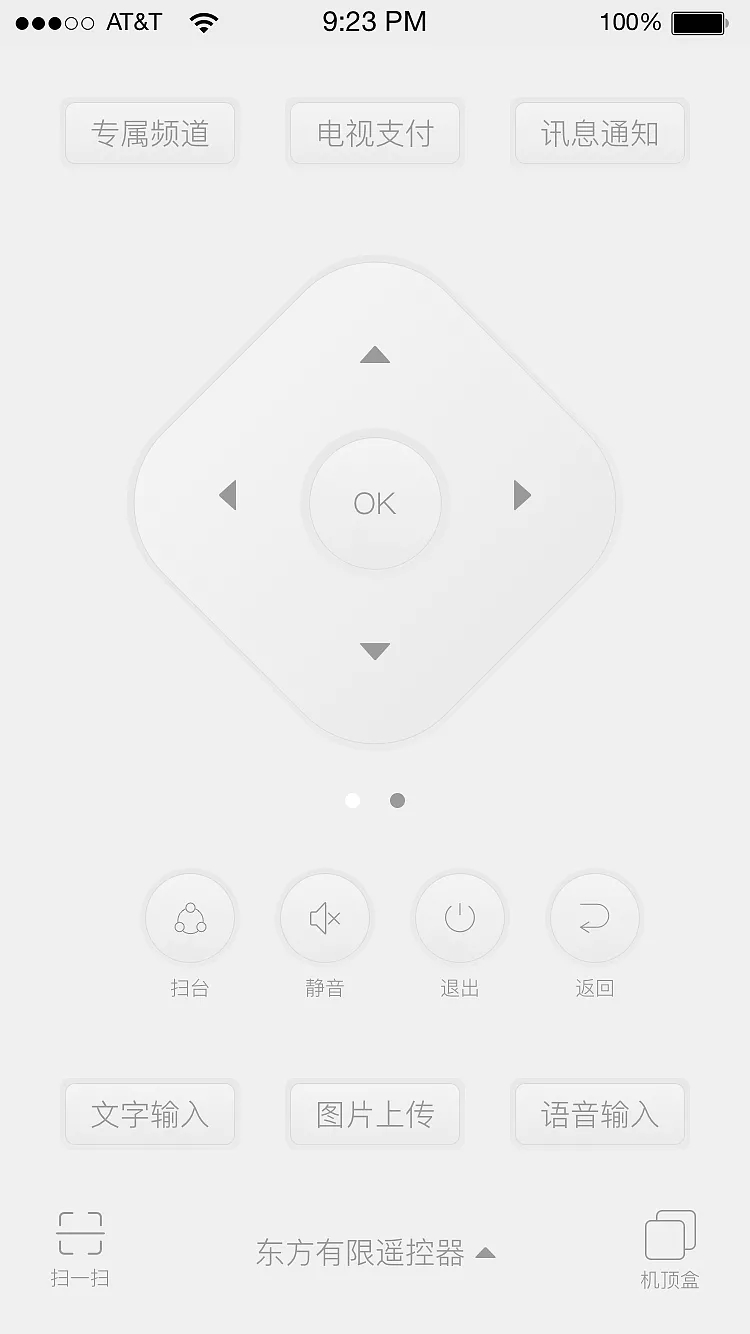 AT&T 9:23 PM 100%
专属频道 电视支付 讯息通知
OK
扫台 静音 退出 返回
文字输入 图片上传 语音输入
东方有限遥控器
扫一扫 机顶盒